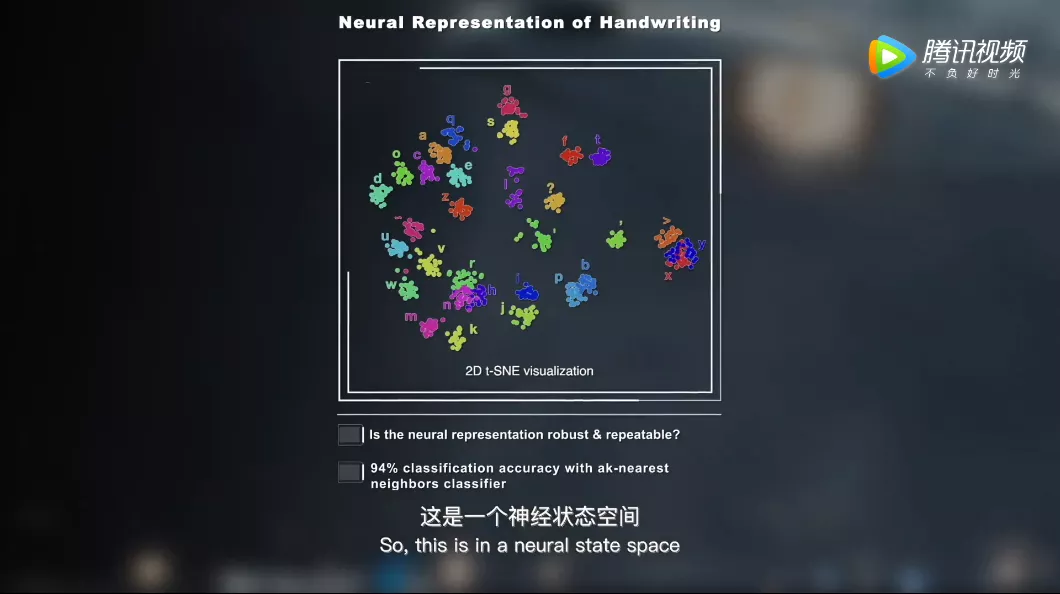 Neural Representation of Handwriting
腾讯视频
不负好时光
g
s
q
a
f
t
o
c
e
d
l
?
z
,
>
u
v
'
y
x
r
i
b
p
w
h
n
j
m
k
2D t-SNE visualization
Is the neural representation robust & repeatable?
94% classification accuracy with ak-nearest
neighbors classifier
这是一个神经状态空间
So, this is in a neural state space